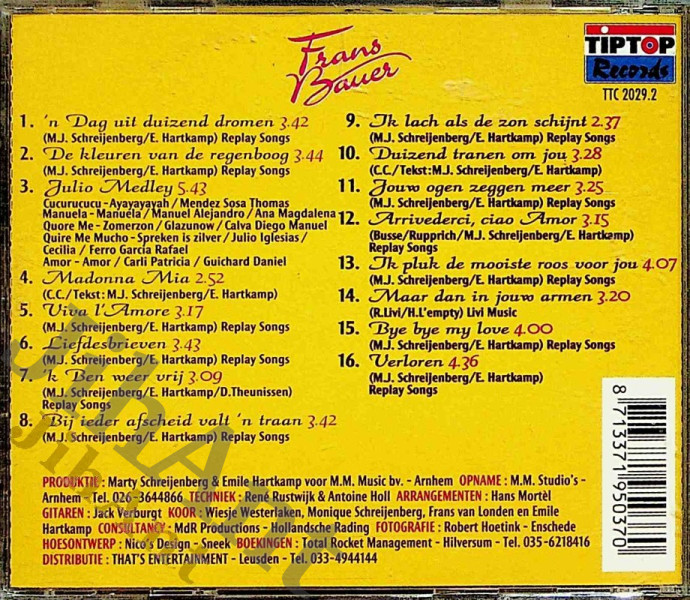 Frans
Bauer
TIPTOP
Records
TTC 2029.2
1. 'n Dag uit duizend dromen 3.42
(M.J. Schreijenberg/E. Hartkamp) Replay Songs
2. De kleuren van de regenboog 3.44
(M.J. Schreijenberg/E. Hartkamp) Replay Songs
3. Julio Medley 5.43
Cucurucucu - Ayayayayah / Mendez Sosa Thomas
Manuela - Manuela / Manuel Alejandro / Ana Magdalena
Quore Me - Zomerzon / Glazunow / Calva Diego Manuel
Quire Me Mucho - Spreken is zilver / Julio Iglesias /
Cecilia / Ferro Garcia Rafael
Amor - Amor / Carli Patricia / Guichard Daniel
4. Madonna Mia 2.52
(C.C./Tekst: M.J. Schreijenberg/E. Hartkamp)
5. Viva l'Amore 3.17
(M.J. Schreijenberg/E. Hartkamp) Replay Songs
6. Liefdesbrieven 3.43
(M.J. Schreijenberg/E. Hartkamp) Replay Songs
7. 'k Ben weer vrij 3.09
(M.J. Schreijenberg/E. Hartkamp/D.Theunissen)
Replay Songs
8. Bij ieder afscheid valt 'n traan 3.42
(M.J. Schreijenberg/E. Hartkamp) Replay Songs
9. Ik lach als de zon schijnt 2.37
(M.J. Schreijenberg/E. Hartkamp) Replay Songs
10. Duizend tranen om jou 3.28
(C.C./Tekst: M.J. Schreijenberg/E. Hartkamp)
11. Jouw ogen zeggen meer 3.25
(M.J. Schreijenberg/E. Hartkamp) Replay Songs
12. Arrivederci, ciao Amor 3.15
(Busse/Rupprich/M.J. Schreijenberg/E. Hartkamp)
Replay Songs
13. Ik pluk de mooiste roos voor jou 4.07
(M.J. Schreijenberg/E. Hartkamp) Replay Songs
14. Maar dan in jouw armen 3.20
(R.Livi/H.L'empty) Livi Music
15. Bye bye my love 4.00
(M.J. Schreijenberg/E. Hartkamp) Replay Songs
16. Verloren 4.36
(M.J. Schreijenberg/E. Hartkamp)
Replay Songs
8 713371 950370
PRODUKTIE : Marty Schreijenberg & Emile Hartkamp voor M.M. Music bv. - Arnhem OPNAME : M.M. Studio's -
Arnhem - Tel. 026 -3644866 TECHNIEK : René Rustwijk & Antoine Holl ARRANGEMENTEN : Hans Mortèl
GITAREN : Jack Verburgt KOOR : Wiesje Westerlaken, Monique Schreijenberg, Frans van Londen en Emile
Hartkamp CONSULTANCY : MdR Productions - Hollandsche Rading FOTOGRAFIE : Robert Hoetink - Enschede
HOESONTWERP : Nico's Design - Sneek BOEKINGEN : Total Rocket Management - Hilversum - Tel. 035-6218416
DISTRIBUTIE : THAT'S ENTERTAINMENT - Leusden - Tel. 033-4944144